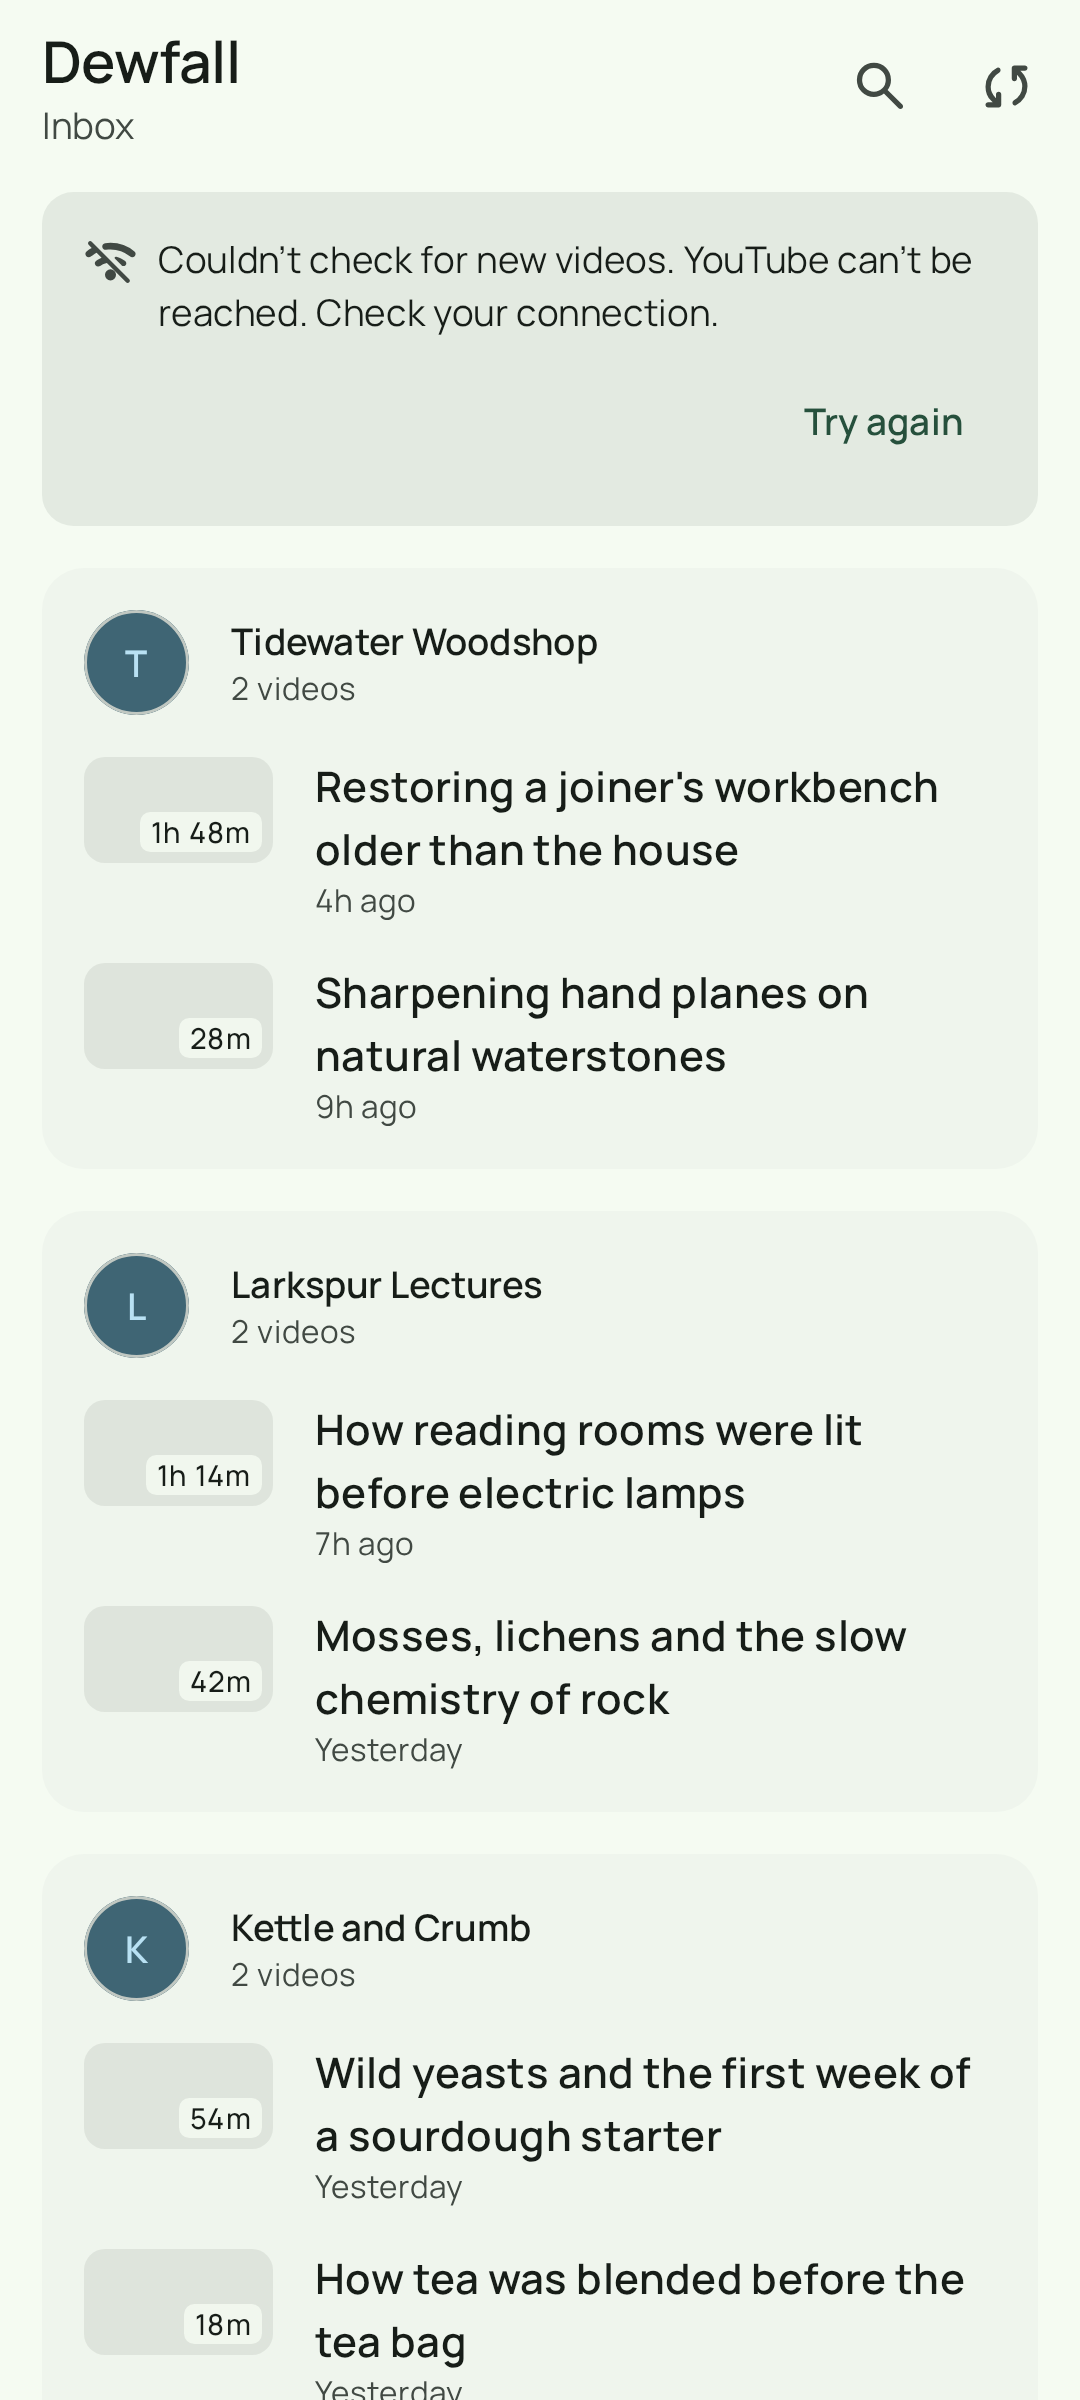 Dewfall
Inbox
Couldn’t check for new videos. YouTube can’t be
reached. Check your connection.
Try again
T
Tidewater Woodshop
2 videos
1h 48m
Restoring a joiner's workbench
older than the house
4h ago
28m
Sharpening hand planes on
natural waterstones
9h ago
L
Larkspur Lectures
2 videos
1h 14m
How reading rooms were lit
before electric lamps
7h ago
42m
Mosses, lichens and the slow
chemistry of rock
Yesterday
K
Kettle and Crumb
2 videos
54m
Wild yeasts and the first week of
a sourdough starter
Yesterday
18m
How tea was blended before the
tea bag
Yesterday